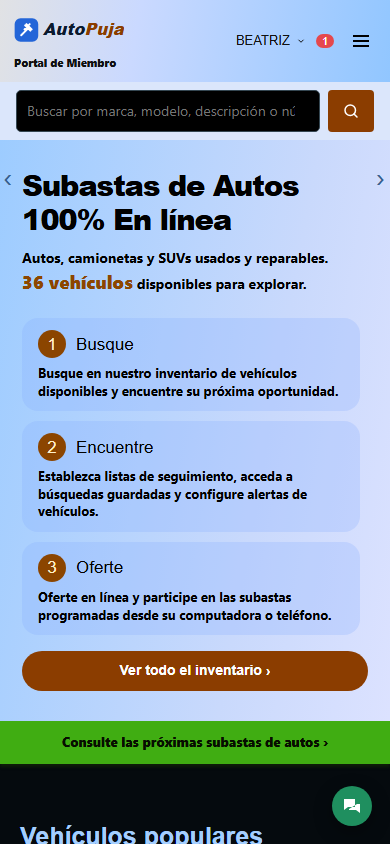 AutoPuja
Portal de Miembro
BEATRIZ
1
Buscar por marca, modelo, descripción o nú
Subastas de Autos
100% En línea
Autos, camionetas y SUVs usados y reparables.
36 vehículos disponibles para explorar.
1 Busque
Busque en nuestro inventario de vehículos
disponibles y encuentre su próxima oportunidad.
2 Encuentre
Establezca listas de seguimiento, acceda a
búsquedas guardadas y configure alertas de
vehículos.
3 Oferte
Oferte en línea y participe en las subastas
programadas desde su computadora o teléfono.
Ver todo el inventario ›
Consulte las próximas subastas de autos ›
Vehículos populares